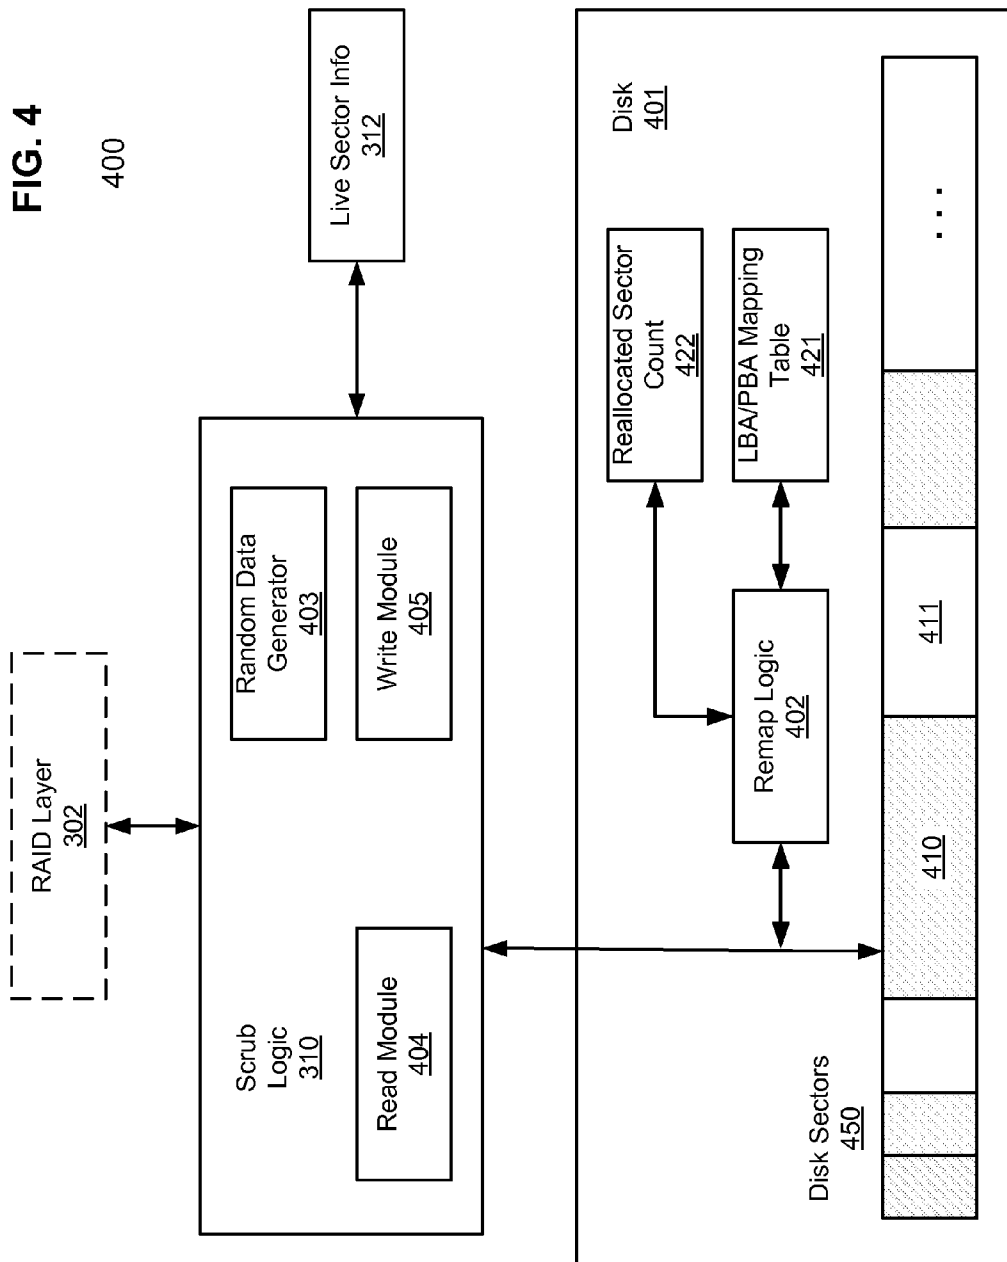 FIG. 4
400
RAID Layer
302
Scrub
Logic
310
Random Data
Generator
403
Read Module
404
Write Module
405
Live Sector Info
312
Disk
401
Reallocated Sector
Count
422
Remap Logic
402
LBA/PBA Mapping
Table
421
Disk Sectors
450
410
411
. . .